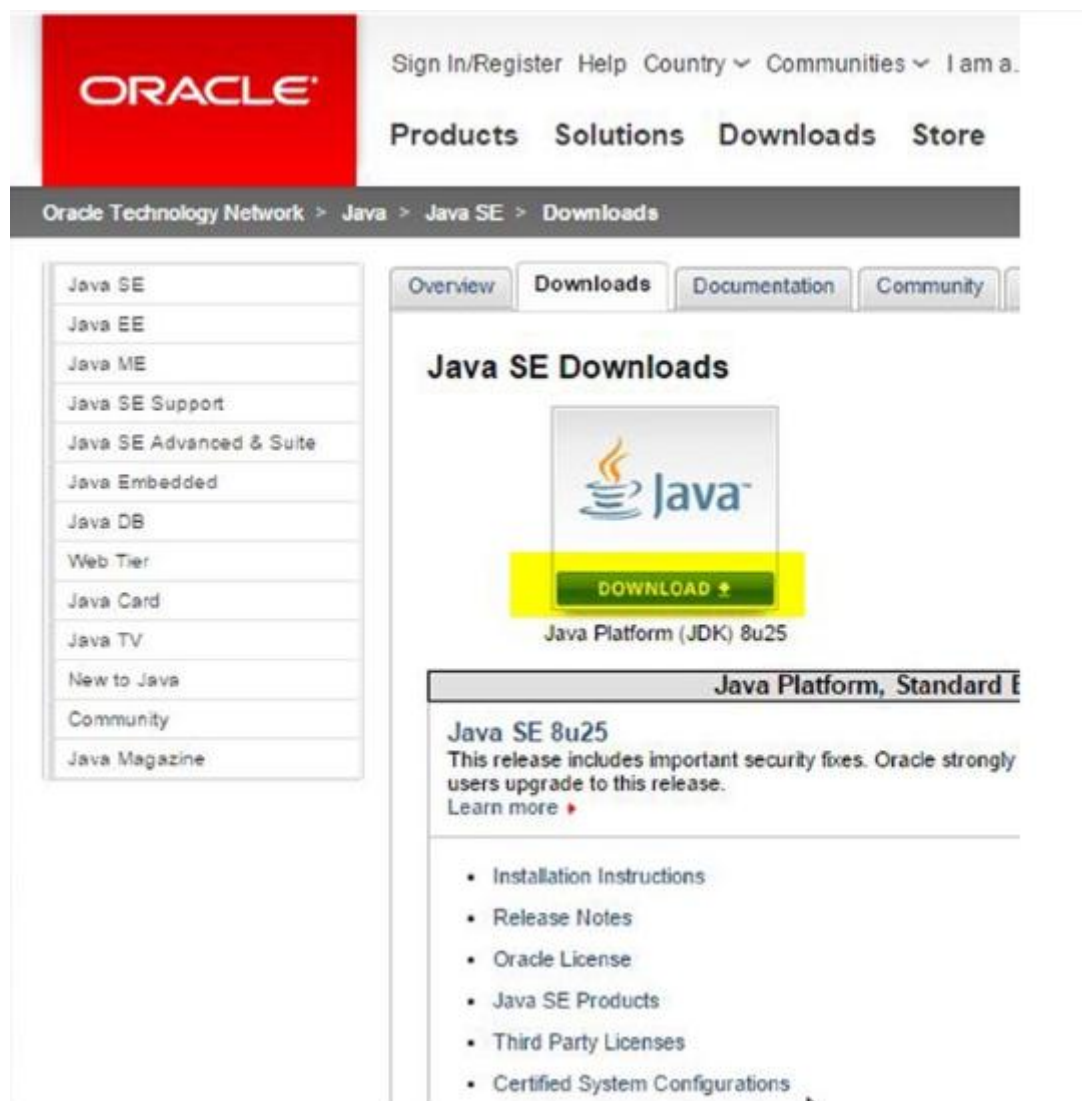 ORACLE
Sign In/Register Help Country Communities I am a.
Products Solutions Downloads Store
Oracle Technology Network > Java > Java SE > Downloads
Java SE
Java EE
Java ME
Java SE Support
Java SE Advanced & Suite
Java Embedded
Java DB
Web Tier
Java Card
Java TV
New to Java
Community
Java Magazine
Overview Downloads Documentation Community
Java SE Downloads
Java™
DOWNLOAD
Java Platform (JDK) 8u25
Java Platform, Standard E
Java SE 8u25
This release includes important security fixes. Oracle strongly
users upgrade to this release.
Learn more
• Installation Instructions
• Release Notes
• Oracle License
• Java SE Products
• Third Party Licenses
• Certified System Configurations